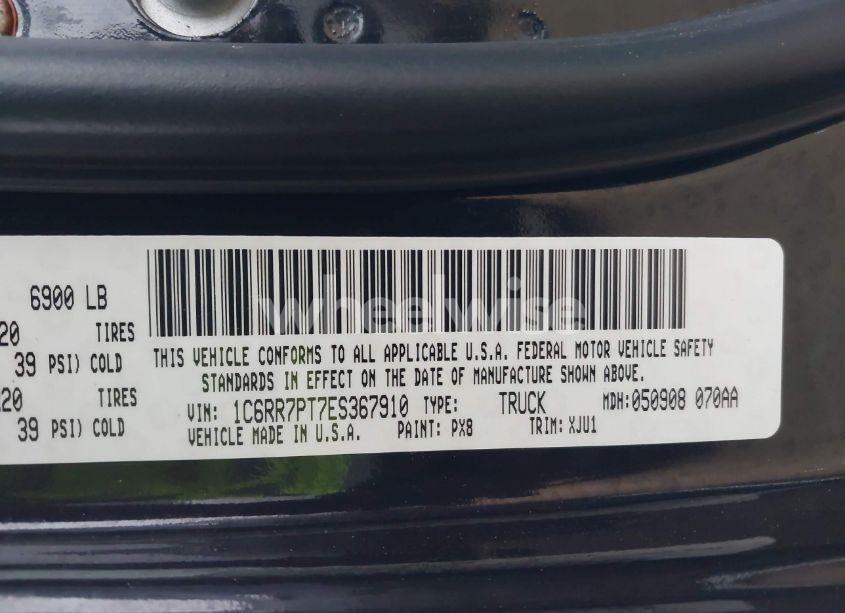 6900 LB
20 TIRES
39 PSI) COLD
20 TIRES
39 PSI) COLD
wheelwise
THIS VEHICLE CONFORMS TO ALL APPLICABLE U.S.A. FEDERAL MOTOR VEHICLE SAFETY
STANDARDS IN EFFECT ON THE DATE OF MANUFACTURE SHOWN ABOVE.
VIN: 1C6RR7PT7ES367910 TYPE: TRUCK MDH: 050908 070AA
VEHICLE MADE IN U.S.A. PAINT: PX8 TRIM: XJU1